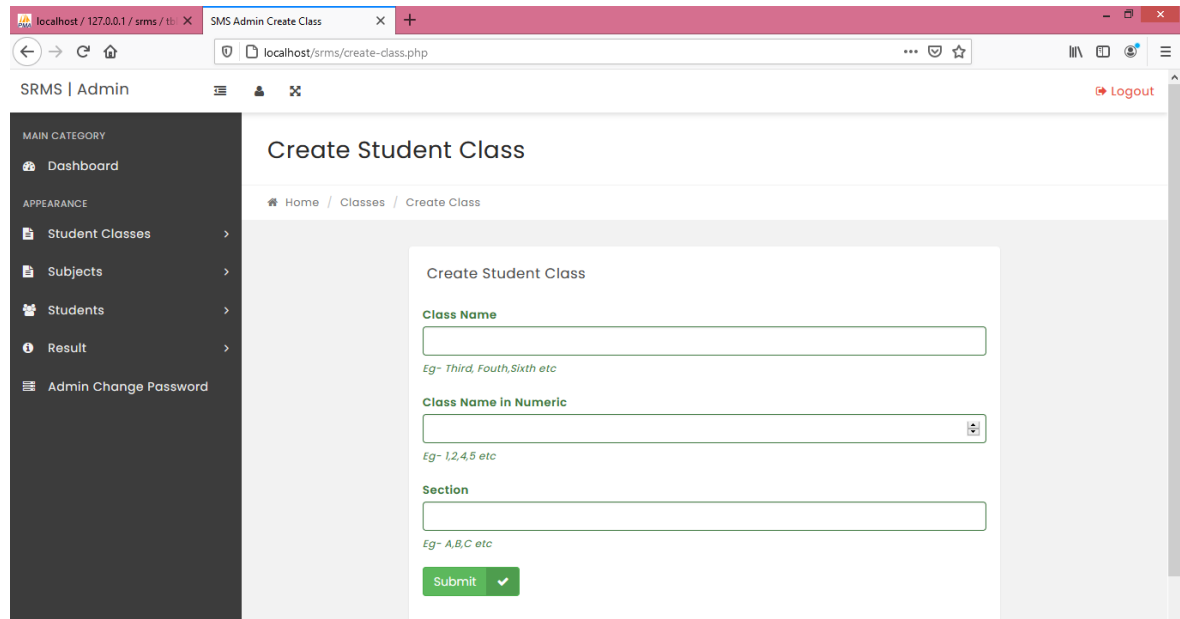 localhost / 127.0.0.1 / srms / tbl
SMS Admin Create Class
localhost/srms/create-class.php
SRMS | Admin
Logout
MAIN CATEGORY
Dashboard
APPEARANCE
Student Classes
Subjects
Students
Result
Admin Change Password
Create Student Class
Home / Classes / Create Class
Create Student Class
Class Name
Eg- Third, Fouth,Sixth etc
Class Name in Numeric
Eg- 1,2,4,5 etc
Section
Eg- A,B,C etc
Submit